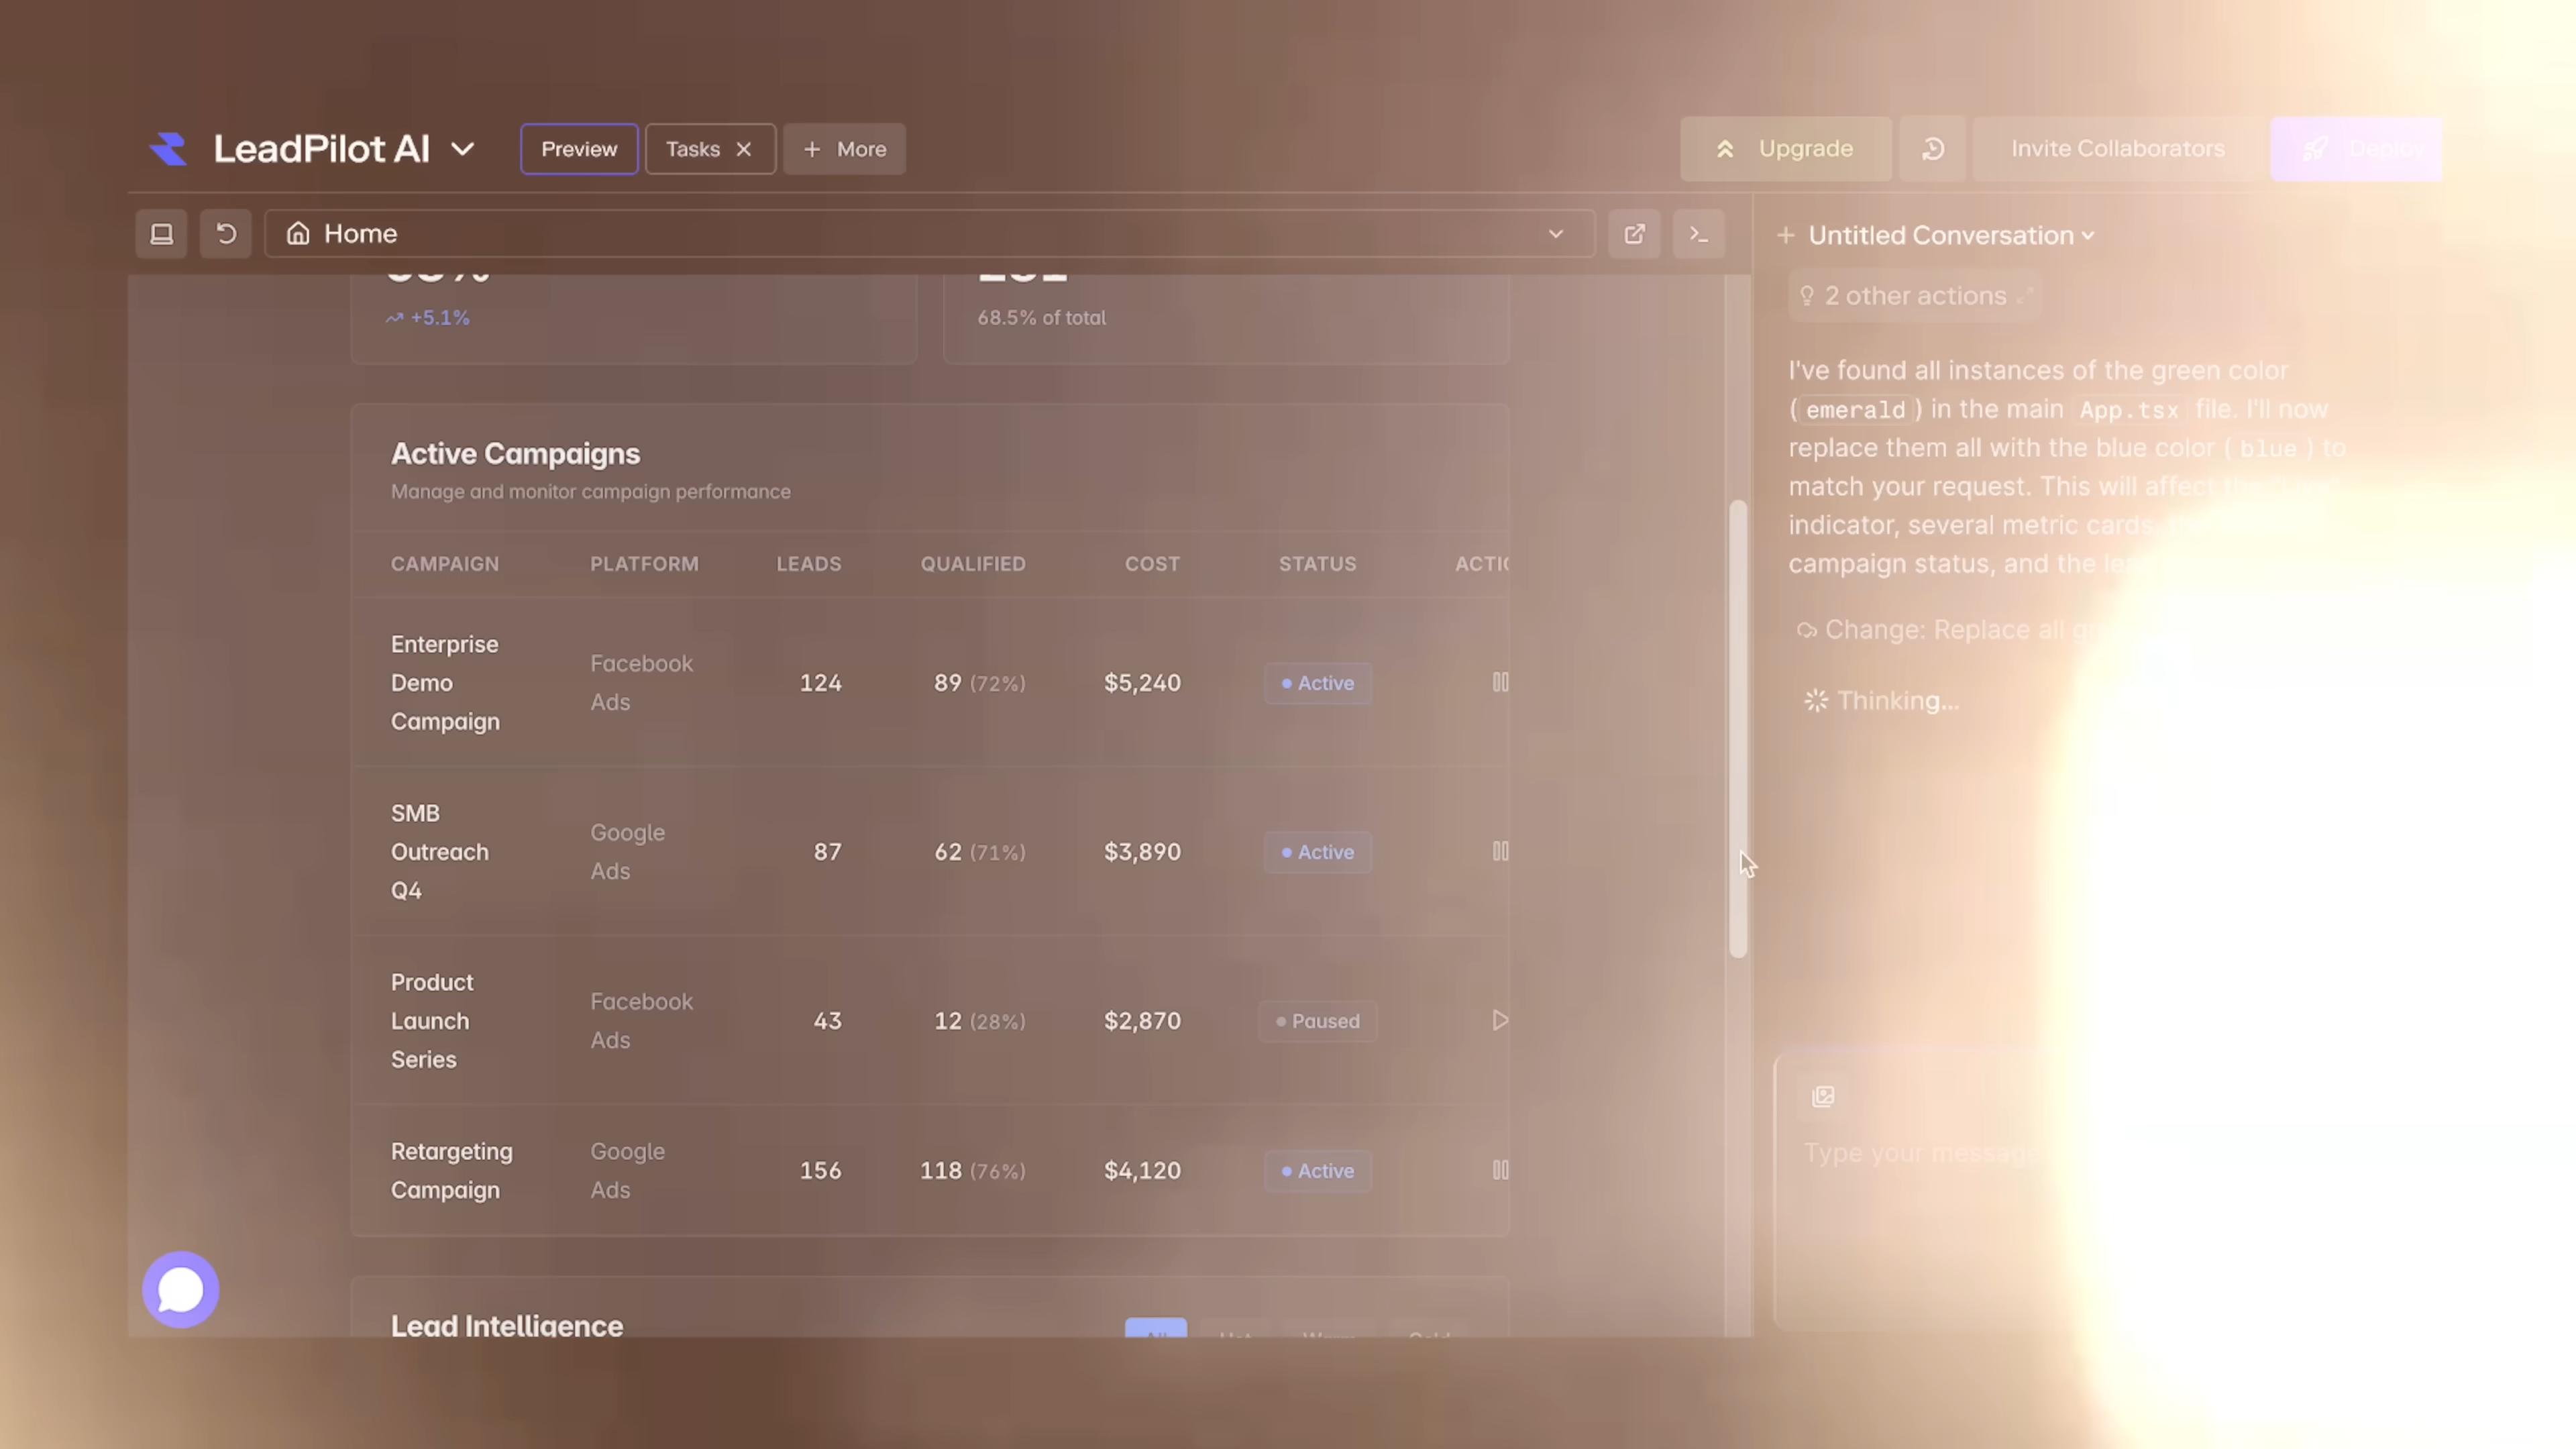 LeadPilot AI
Preview
Tasks
More
Upgrade
Invite Collaborators
Deploy
Home
Untitled Conversation
+5.1%
68.5% of total
2 other actions
I've found all instances of the green color
( emerald ) in the main App.tsx file. I'll now
replace them all with the blue color ( blue ) to
match your request. This will affect the
indicator, several metric cards,
campaign status, and the
Change: Replace all
Thinking...
Type your message
Active Campaigns
Manage and monitor campaign performance
CAMPAIGN PLATFORM LEADS QUALIFIED COST STATUS
Enterprise
Demo
Campaign
Facebook
Ads
124 89 (72%) $5,240 Active
SMB
Outreach
Q4
Google
Ads
87 62 (71%) $3,890 Active
Product
Launch
Series
Facebook
Ads
43 12 (28%) $2,870 Paused
Retargeting
Campaign
Google
Ads
156 118 (76%) $4,120 Active
Lead Intelligence